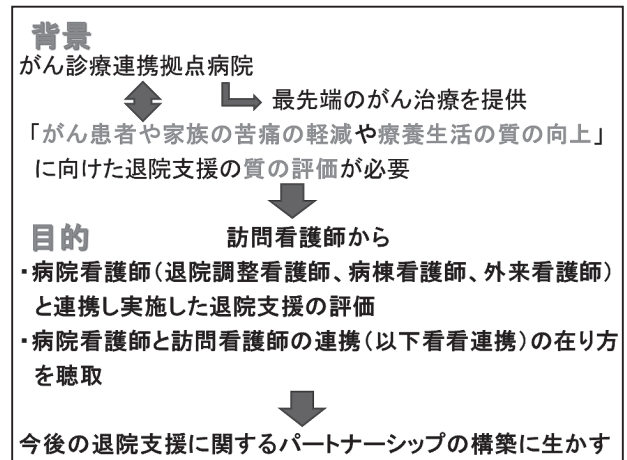 背景
がん診療連携拠点病院
最先端のがん治療を提供
「がん患者や家族の苦痛の軽減や療養生活の質の向上」
に向けた退院支援の質の評価が必要
目的
訪問看護師から
・病院看護師(退院調整看護師、病棟看護師、外来看護師)
と連携し実施した退院支援の評価
・病院看護師と訪問看護師の連携(以下看看連携)の在り方
を聴取
今後の退院支援に関するパートナーシップの構築に生かす